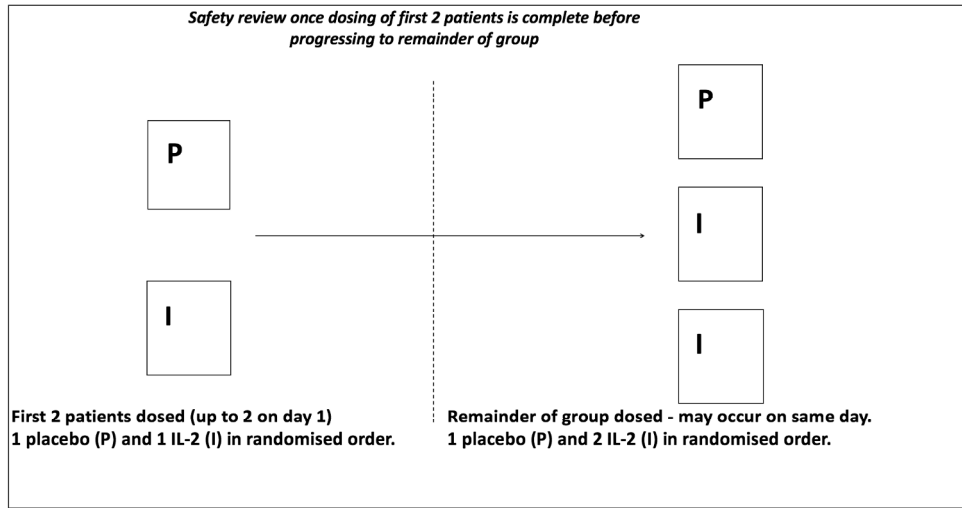 Safety review once dosing of first 2 patients is complete before
progressing to remainder of group
P
I
P
I
I
First 2 patients dosed (up to 2 on day 1)
1 placebo (P) and 1 IL-2 (I) in randomised order.
Remainder of group dosed - may occur on same day.
1 placebo (P) and 2 IL-2 (I) in randomised order.